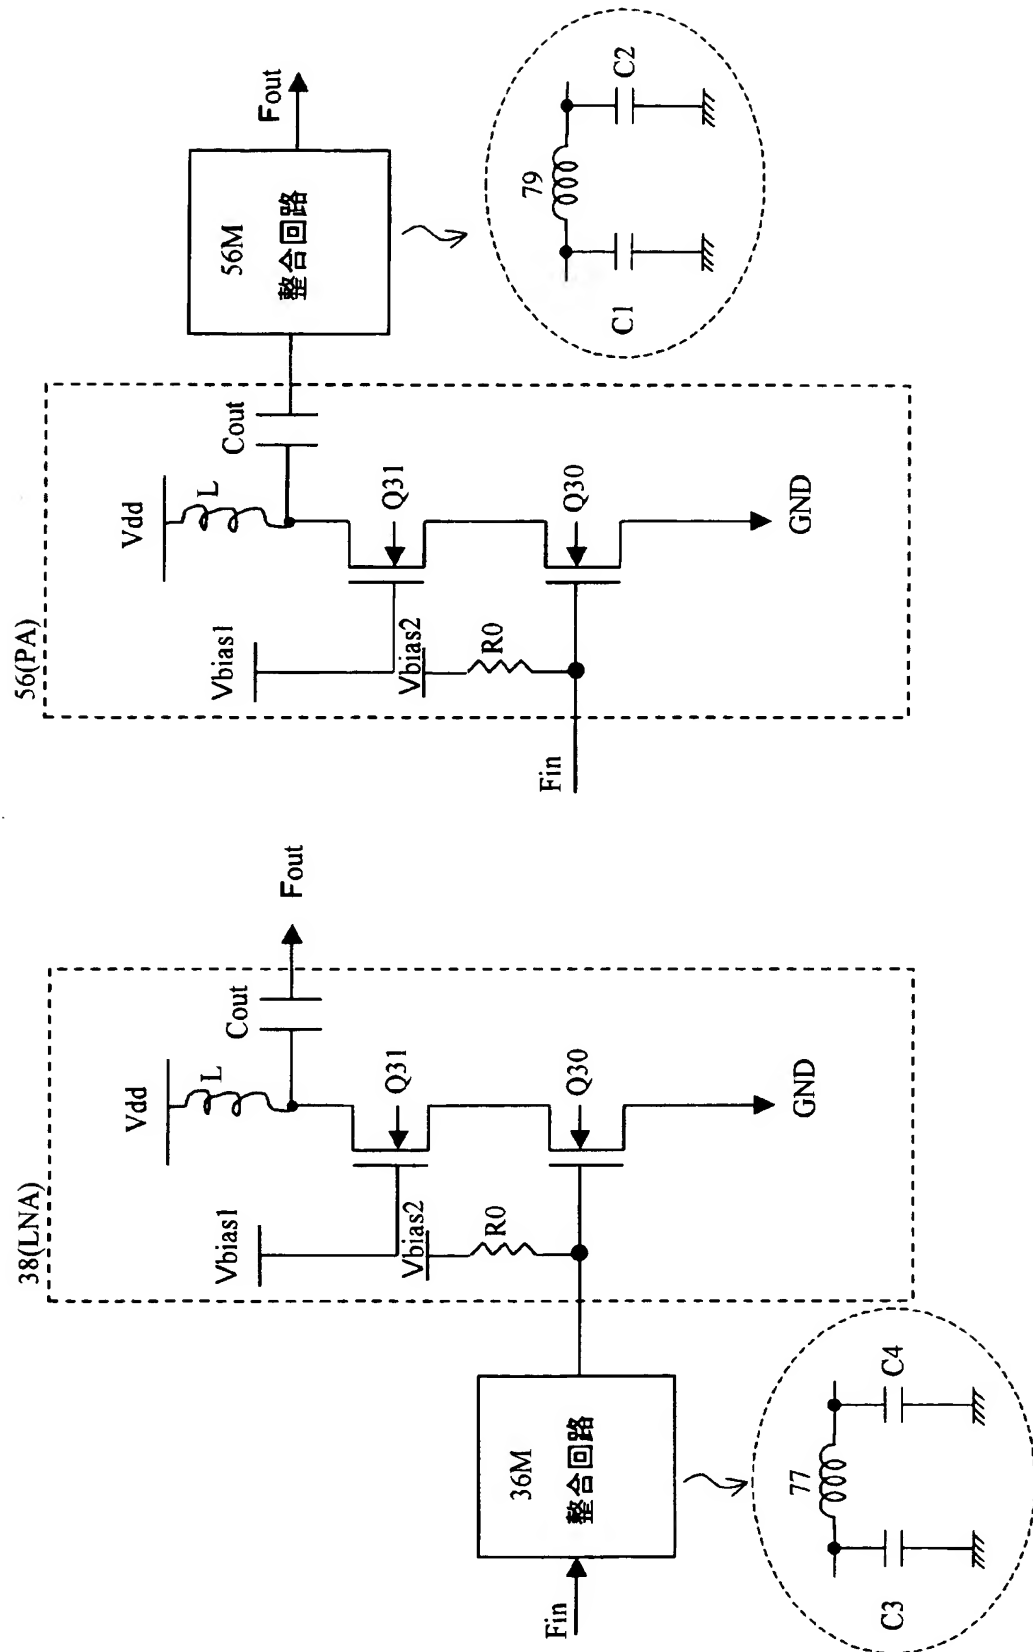 38(LNA)
Vdd
L
Cout
Fout
Vbias1
Q31
Vbias2
R0
Q30
GND
36M
整合回路
Fin
77
C3
C4
56(PA)
Vdd
L
Cout
56M
整合回路
Fout
Vbias1
Q31
Vbias2
R0
Q30
Fin
GND
79
C1
C2